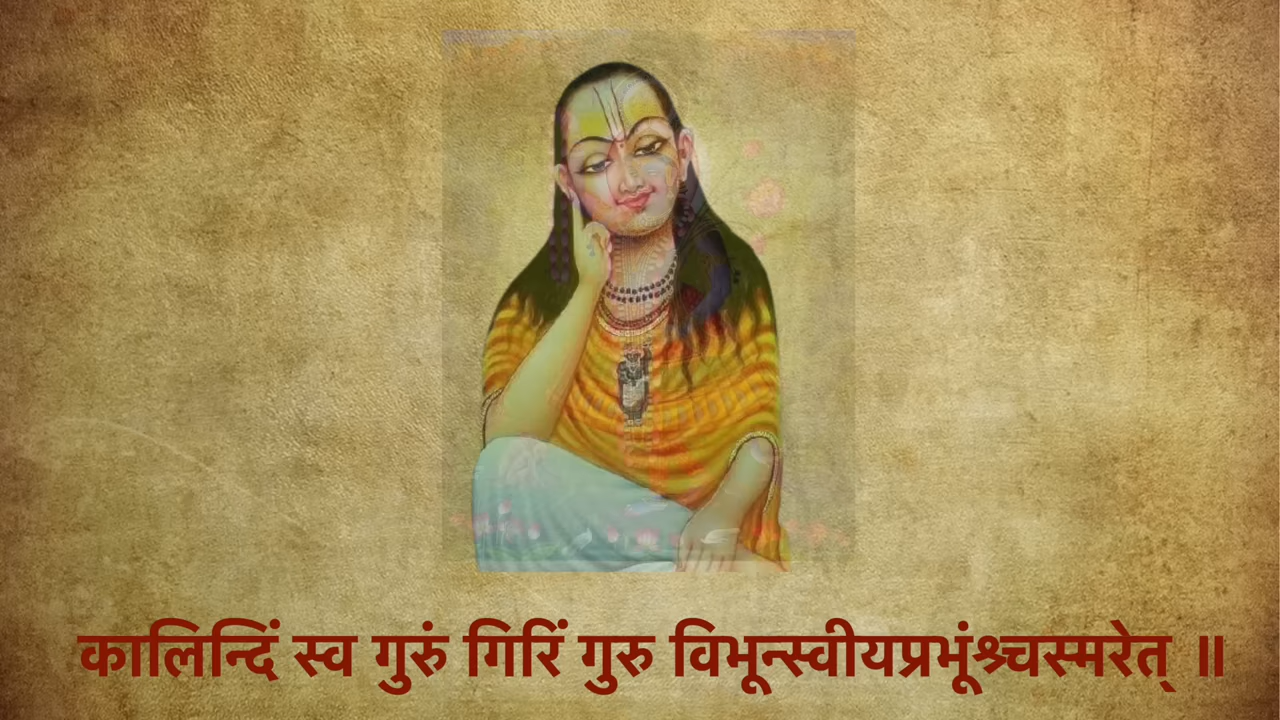 कालिन्दिं स्व गुरुं गिरिं गुरु विभून्स्वीयप्रभूंश्र्चस्मरेत् ॥